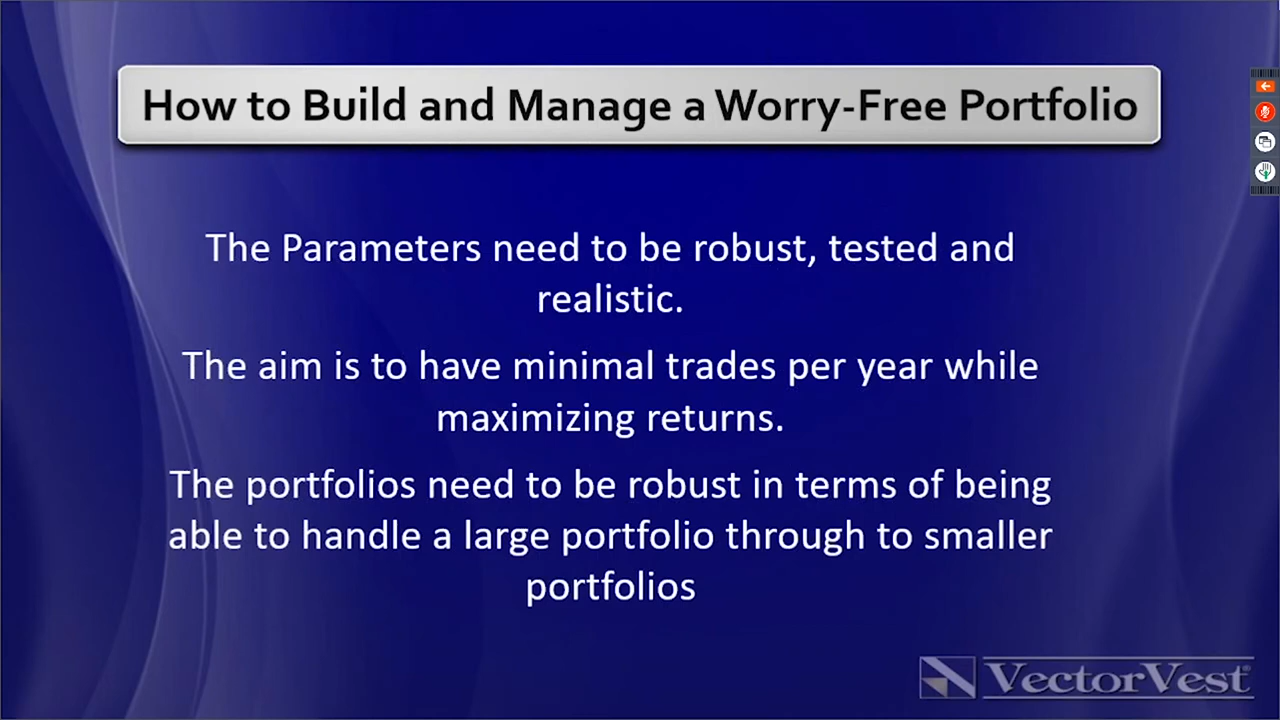 How to Build and Manage a Worry-Free Portfolio
The Parameters need to be robust, tested and
realistic.
The aim is to have minimal trades per year while
maximizing returns.
The portfolios need to be robust in terms of being
able to handle a large portfolio through to smaller
portfolios
VectorVest®